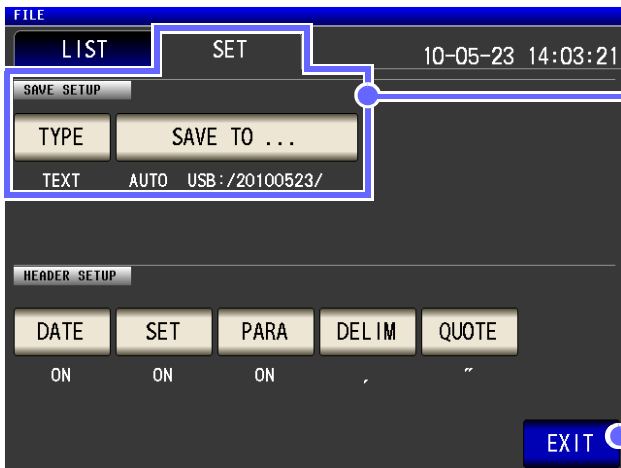 FILE
LIST SET 10-05-23 14:03:21
SAVE SETUP
TYPE SAVE TO ...
TEXT AUTO USB:/20100523/
HEADER SETUP
DATE SET PARA DELIM QUOTE
ON ON ON , ″
EXIT